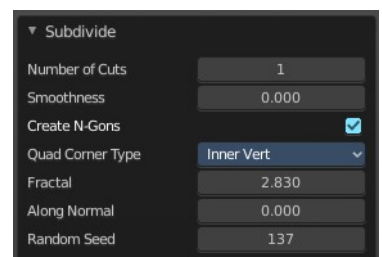 Subdivide
Number of Cuts 1
Smoothness 0.000
Create N-Gons
Quad Corner Type Inner Vert
Fractal 2.830
Along Normal 0.000
Random Seed 137